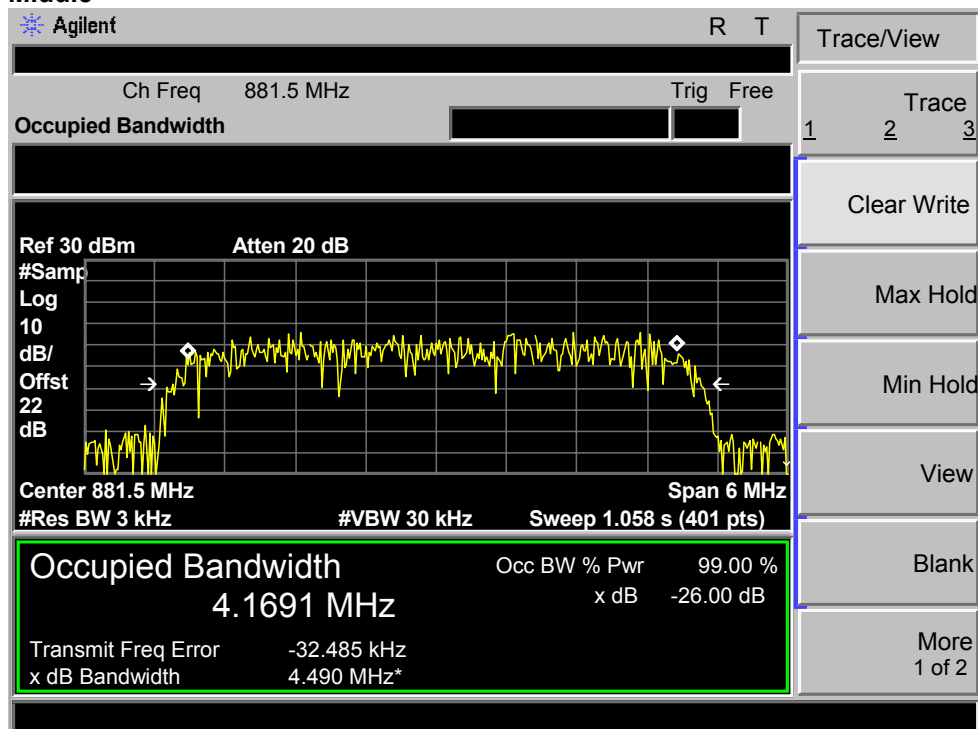 Agilent R T
Ch Freq 881.5 MHz Trig Free
Occupied Bandwidth
Ref 30 dBm Atten 20 dB
#Samp
Log
10
dB/
Offst
22
dB
Center 881.5 MHz Span 6 MHz
#Res BW 3 kHz #VBW 30 kHz Sweep 1.058 s (401 pts)
Occupied Bandwidth
4.1691 MHz
Occ BW % Pwr 99.00 %
x dB -26.00 dB
Transmit Freq Error -32.485 kHz
x dB Bandwidth 4.490 MHz*
Trace/View
Trace
1 2 3
Clear Write
Max Hold
Min Hold
View
Blank
More
1 of 2